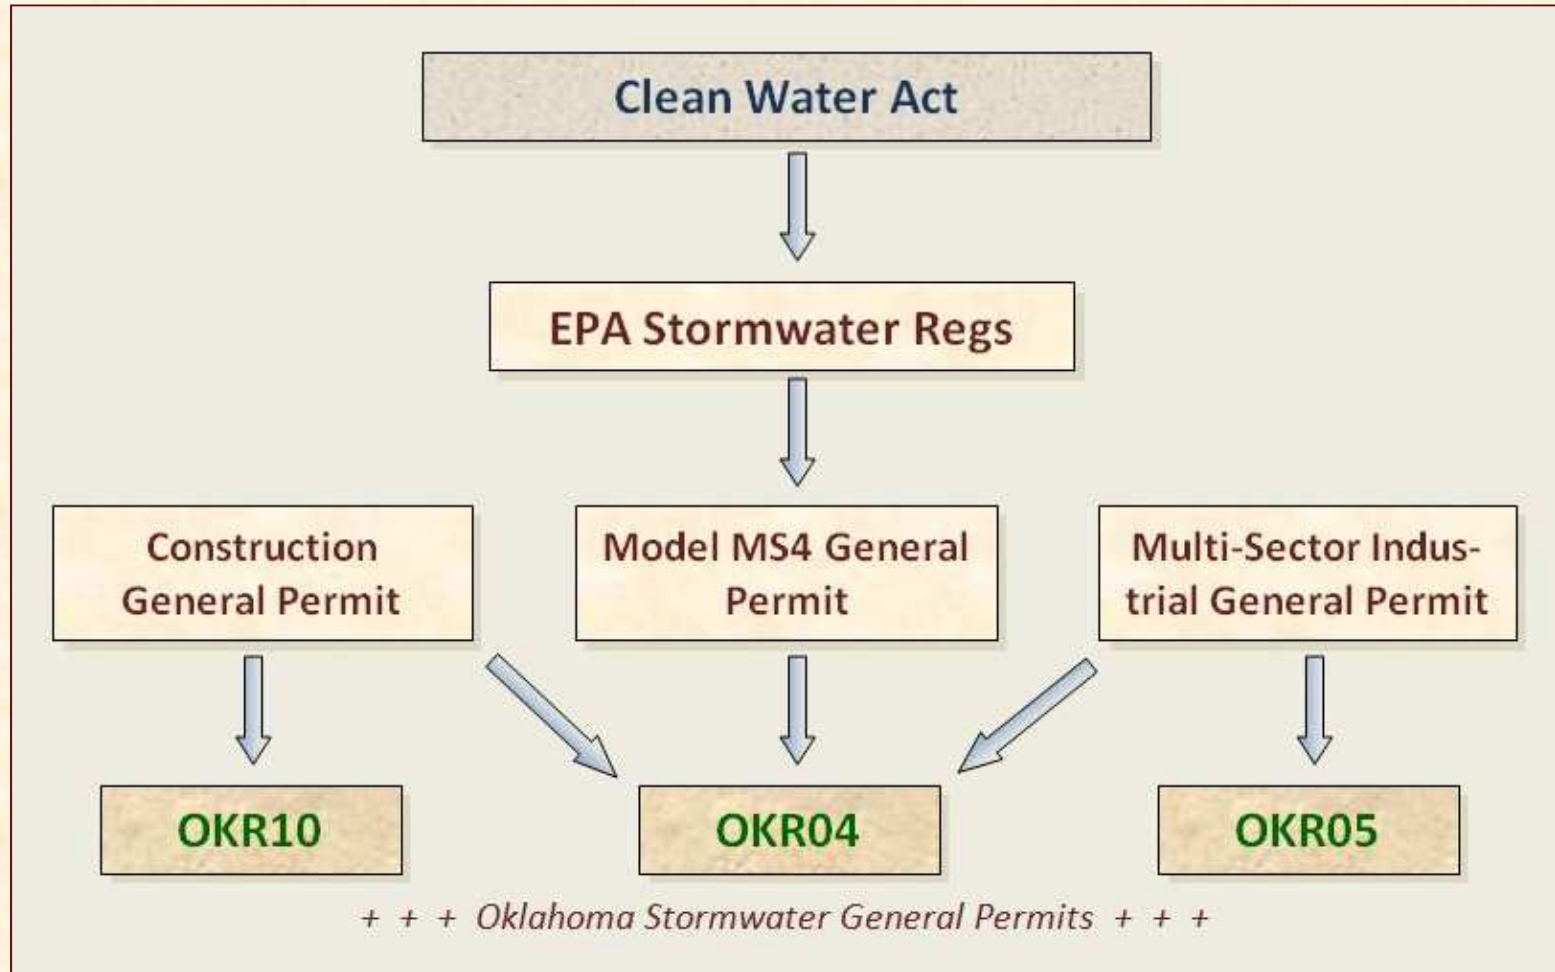 Clean Water Act
EPA Stormwater Regs
Construction
General Permit
Model MS4 General
Permit
Multi-Sector Indus-
trial General Permit
OKR10
OKR04
OKR05
+ + + Oklahoma Stormwater General Permits + + +